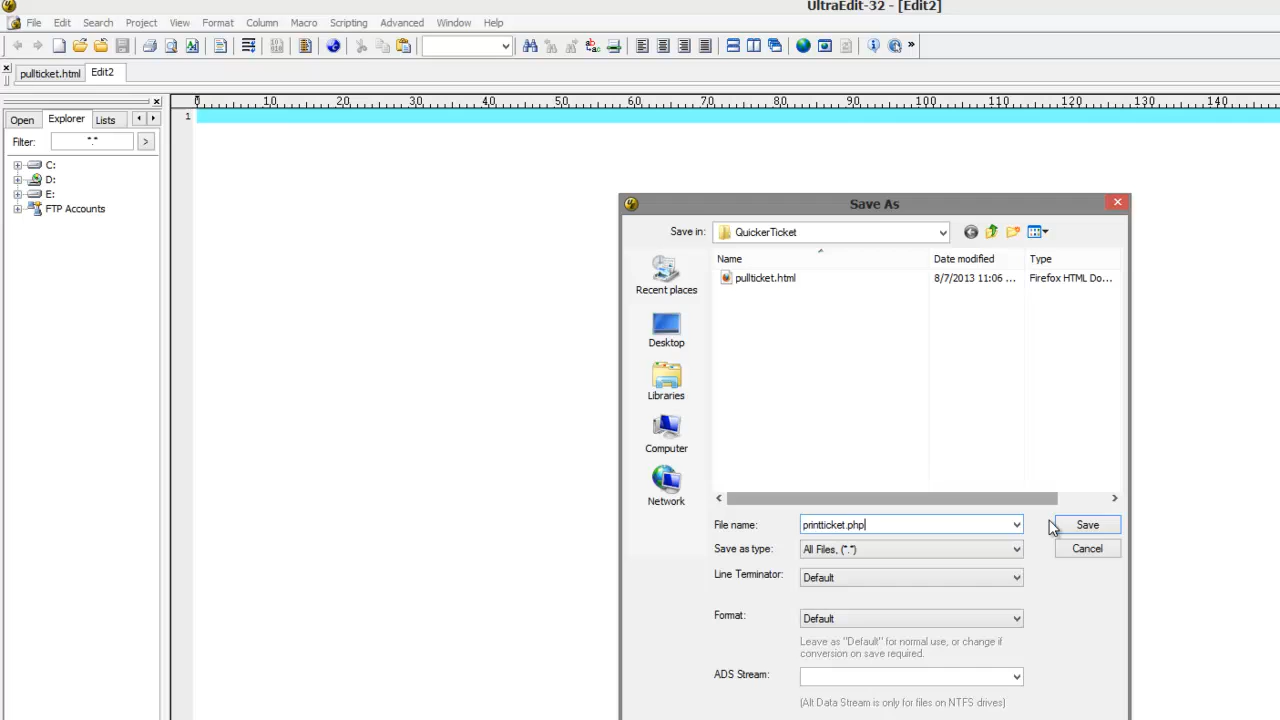 UltraEdit-32 - [Edit2]
File Edit Search Project View Format Column Macro Scripting Advanced Window Help
pullticket.html Edit2
0 10 20 30 40 50 60 70 80 90 100 110 120 130 140
Open Explorer Lists
1
Filter: *.* >
C:
D:
E:
FTP Accounts
Save As
Save in: QuickerTicket
Name Date modified Type
pullticket.html 8/7/2013 11:06 ... Firefox HTML Do...
Recent places
Desktop
Libraries
Computer
Network
File name: printticket.php Save
Save as type: All Files, (*.*) Cancel
Line Terminator: Default
Format: Default
Leave as "Default" for normal use, or change if
conversion on save required.
ADS Stream:
(Alt Data Stream is only for files on NTFS drives)